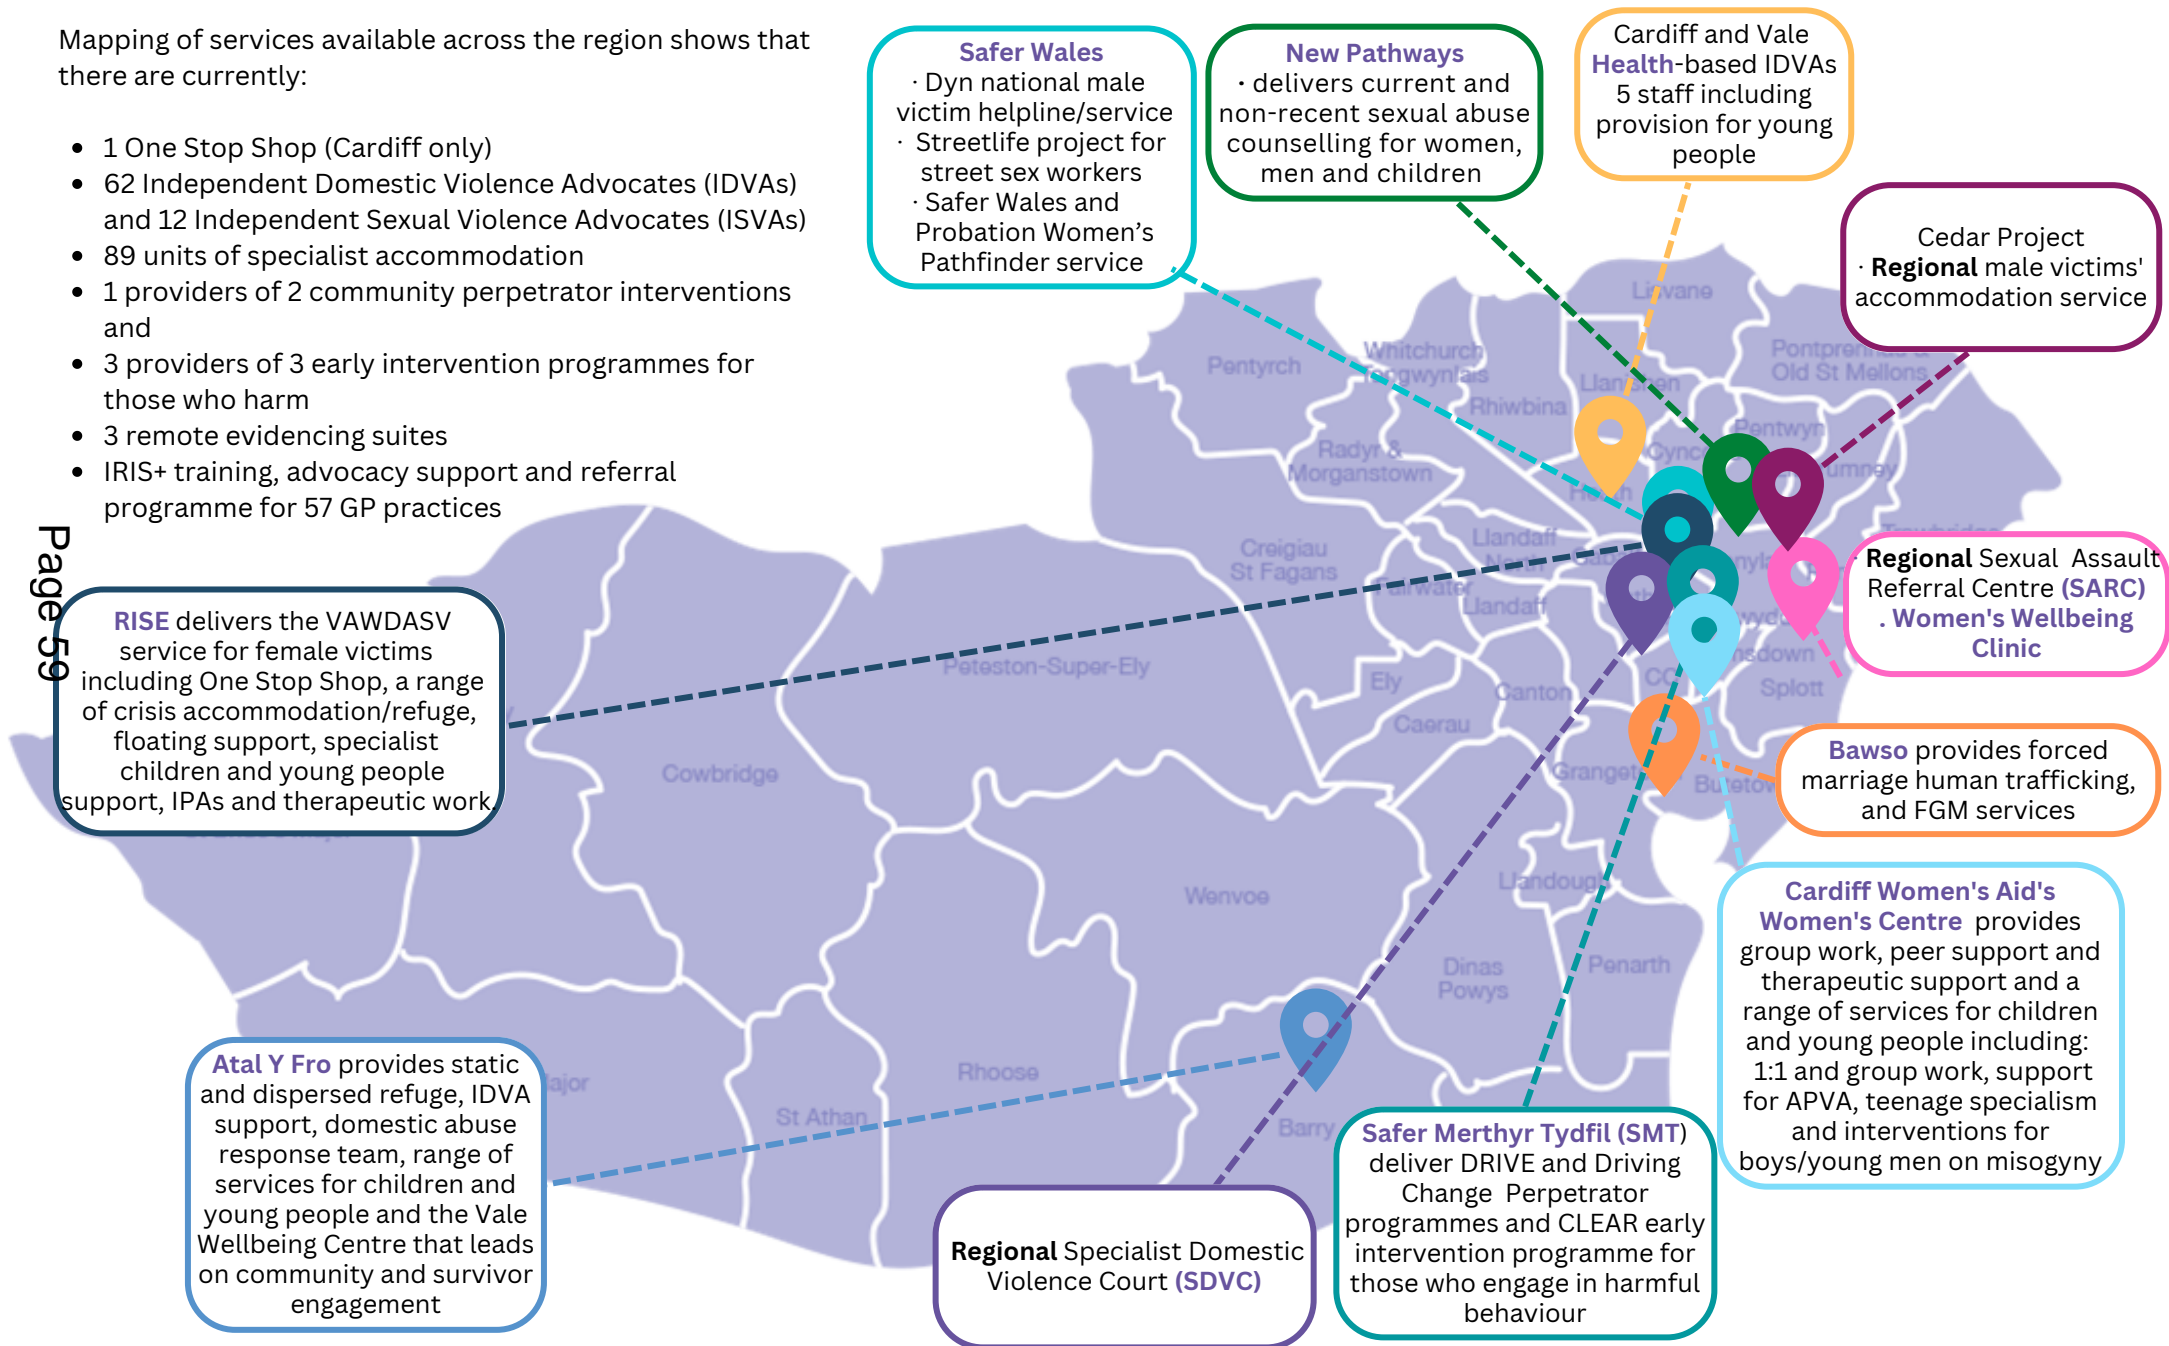 Mapping of services available across the region shows that
there are currently:
• 1 One Stop Shop (Cardiff only)
• 62 Independent Domestic Violence Advocates (IDVAs)
and 12 Independent Sexual Violence Advocates (ISVAs)
• 89 units of specialist accommodation
• 1 providers of 2 community perpetrator interventions
and
• 3 providers of 3 early intervention programmes for
those who harm
• 3 remote evidencing suites
• IRIS+ training, advocacy support and referral
programme for 57 GP practices
Page 59
Safer Wales
· Dyn national male
victim helpline/service
· Streetlife project for
street sex workers
· Safer Wales and
Probation Women’s
Pathfinder service
New Pathways
· delivers current and
non-recent sexual abuse
counselling for women,
men and children
Cardiff and Vale
Health-based IDVAs
5 staff including
provision for young
people
Cedar Project
· Regional male victims'
accommodation service
· Regional Sexual Assault
Referral Centre (SARC)
. Women's Wellbeing
Clinic
Bawso provides forced
marriage human trafficking,
and FGM services
Cardiff Women's Aid's
Women's Centre provides
group work, peer support and
therapeutic support and a
range of services for children
and young people including:
1:1 and group work, support
for APVA, teenage specialism
and interventions for
boys/young men on misogyny
Safer Merthyr Tydfil (SMT)
deliver DRIVE and Driving
Change Perpetrator
programmes and CLEAR early
intervention programme for
those who engage in harmful
behaviour
Regional Specialist Domestic
Violence Court (SDVC)
Atal Y Fro provides static
and dispersed refuge, IDVA
support, domestic abuse
response team, range of
services for children and
young people and the Vale
Wellbeing Centre that leads
on community and survivor
engagement
RISE delivers the VAWDASV
service for female victims
including One Stop Shop, a range
of crisis accommodation/refuge,
floating support, specialist
children and young people
support, IPAs and therapeutic work.
Lisvane
Pentyrch
Whitchurch
Tongwynlais
Rhiwbina
Llanishen
Pontprennau &
Old St Mellons
Pentwyn
Radyr &
Morganstown
Heath
Creigiau
St Fagans
Llandaff
North
Fairwater
Llandaff
Peteston-Super-Ely
Ely
Canton
Caerau
Splott
Cowbridge
Butetown
Wenvoe
Llandough
Dinas
Powys
Penarth
Rhoose
St Athan
Barry